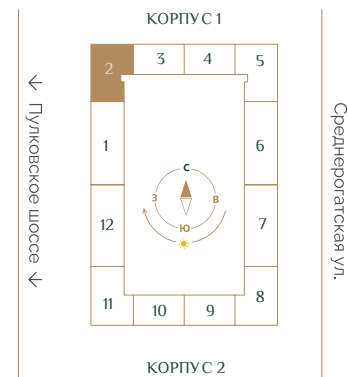 КОРПУС 1
2 3 4 5
← Пулковское шоссе ←
Среднерогатская ул.
1 6
С
З В
Ю
12 7
11 10 9 8
КОРПУС 2